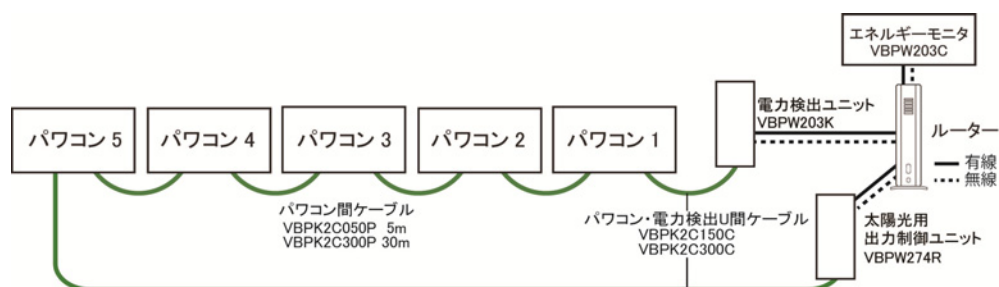 エネルギーモニタ
VBPW203C
電力検出ユニット
VBPW203K
ルーター
有線
無線
パワコン 5
パワコン 4
パワコン 3
パワコン 2
パワコン 1
パワコン間ケーブル
VBPK2C050P 5m
VBPK2C300P 30m
パワコン・電力検出U間ケーブル
VBPK2C150C
VBPK2C300C
太陽光用
出力制御ユニット
VBPW274R